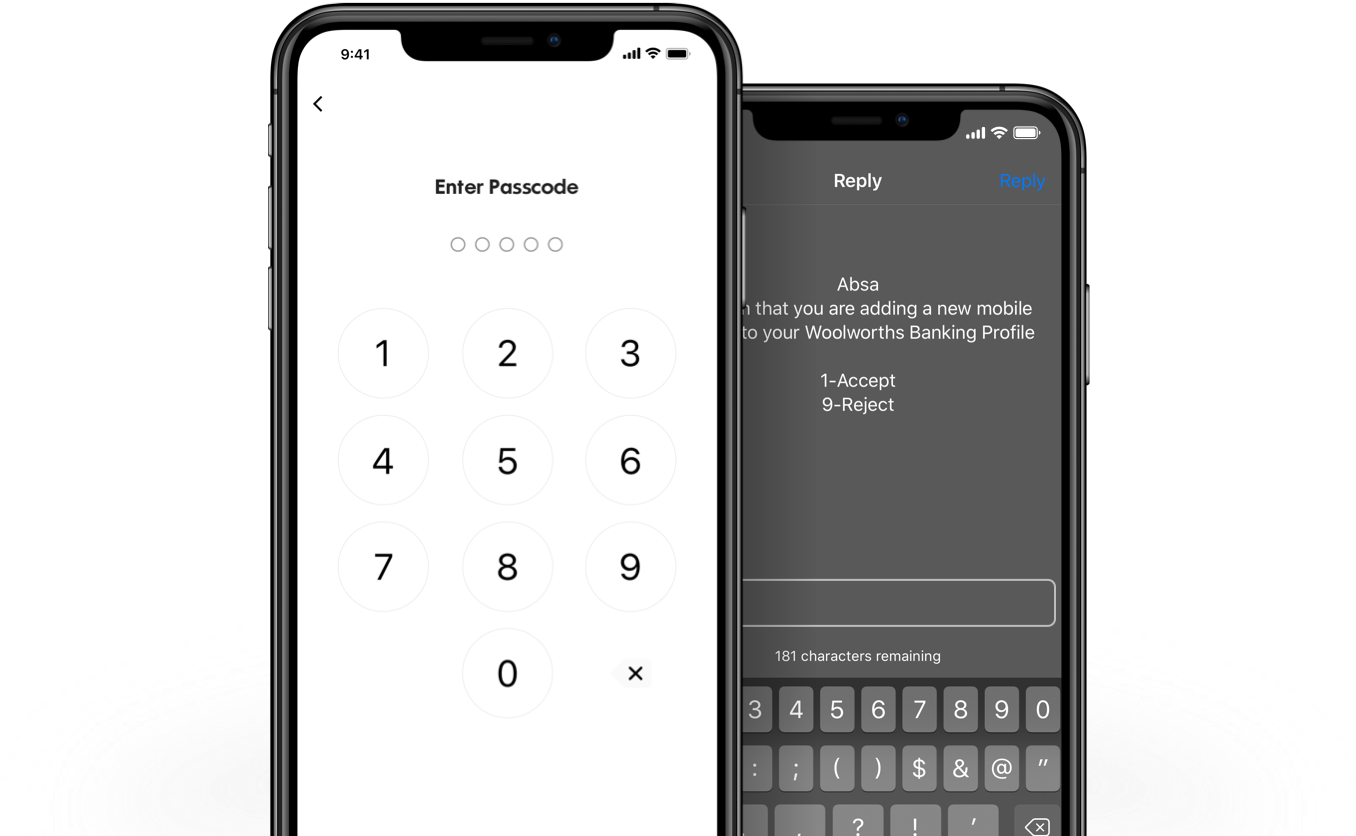 9:41
Enter Passcode
1 2 3
4 5 6
7 8 9
0
Reply Reply
Absa
that you are adding a new mobile
to your Woolworths Banking Profile
1-Accept
9-Reject
181 characters remaining
3 4 5 6 7 8 9 0
: ; ( ) $ & @ "
, ? ! '